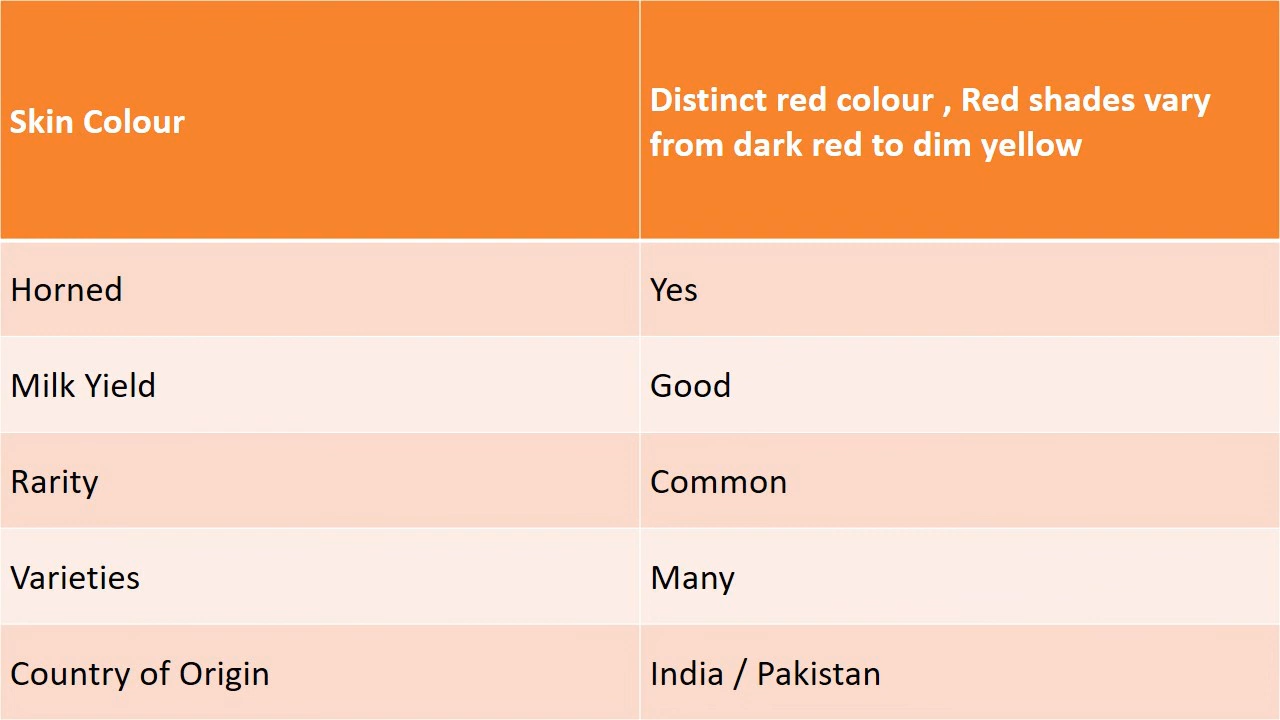 Skin Colour
Distinct red colour , Red shades vary
from dark red to dim yellow
Horned
Yes
Milk Yield
Good
Rarity
Common
Varieties
Many
Country of Origin
India / Pakistan